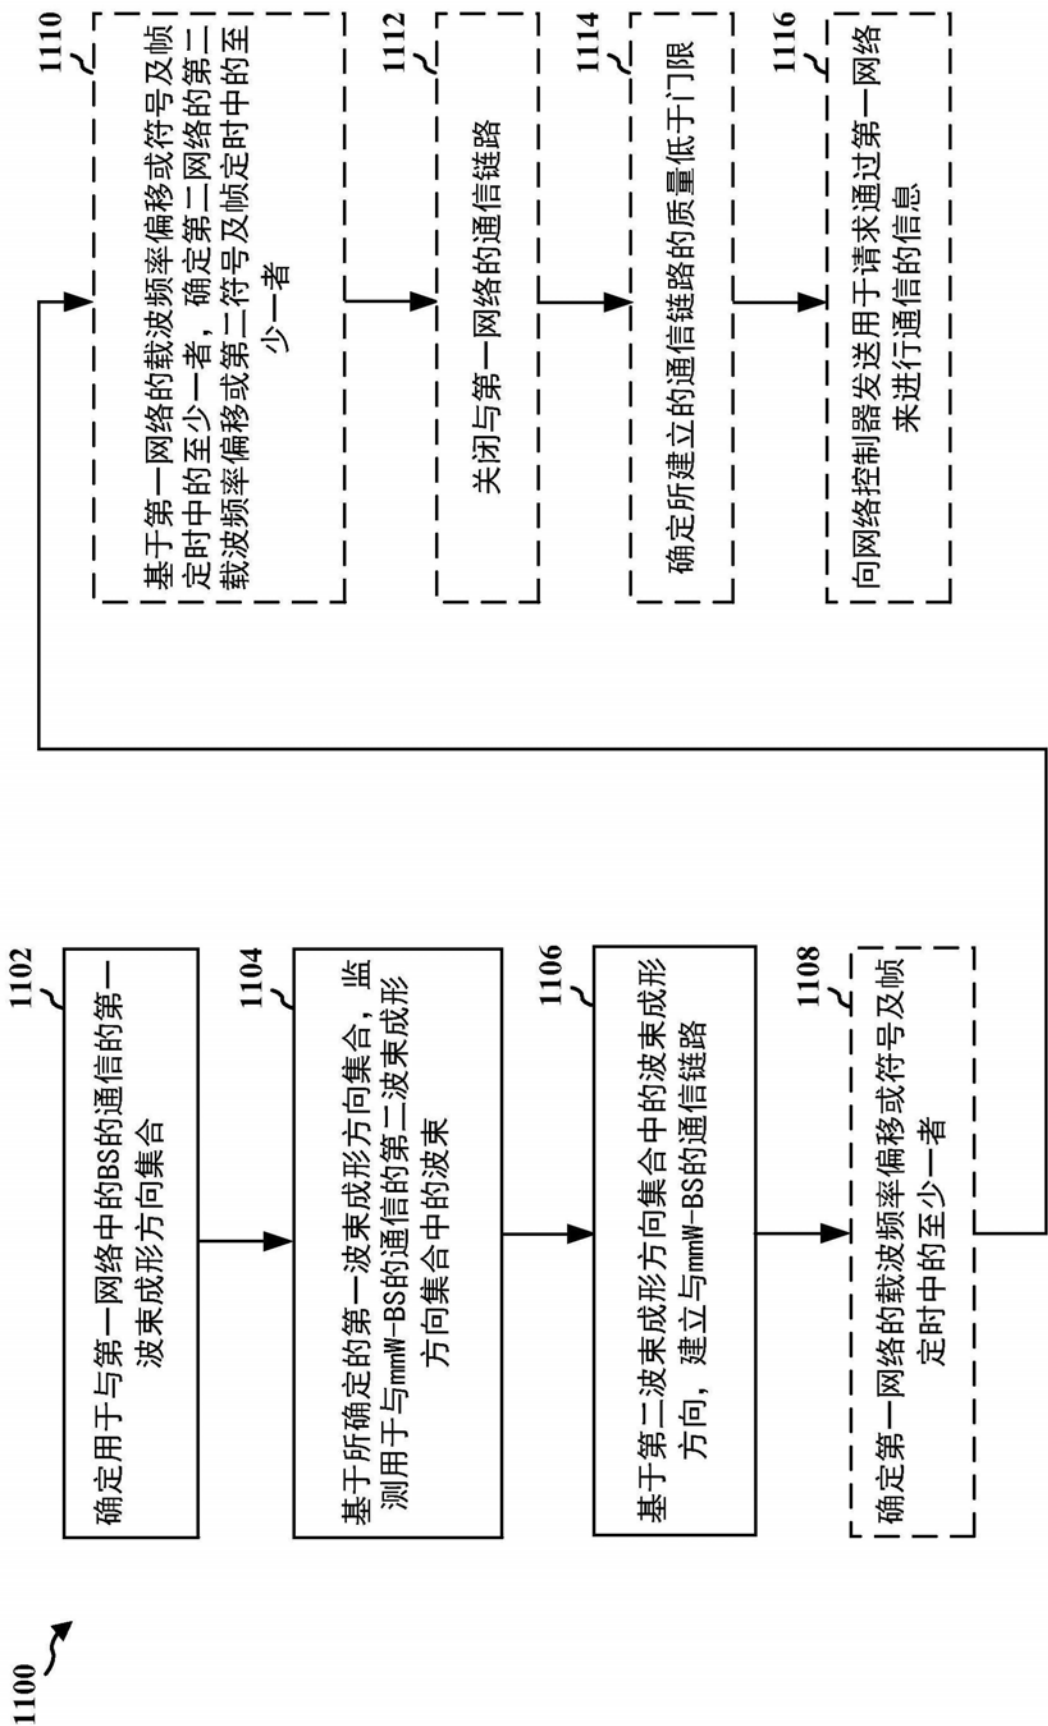 1100
1102
确定用于与第一网络中的BS的通信的第一
波束成形方向集合
1104
基于所确定的第一波束成形方向集合，监
测用于与mmW-BS的通信的第二波束成形
方向集合中的波束
1106
基于第二波束成形方向集合中的波束成形
方向，建立与mmW-BS的通信链路
1108
确定第一网络的载波频率偏移或符号及帧
定时中的至少一者
1110
基于第一网络的载波频率偏移或符号及帧
定时中的至少一者，确定第二网络的第二
载波频率偏移或第二符号及帧定时中的至
少一者
1112
关闭与第一网络的通信链路
1114
确定所建立的通信链路的质量低于门限
1116
向网络控制器发送用于请求通过第一网络
来进行通信的信息